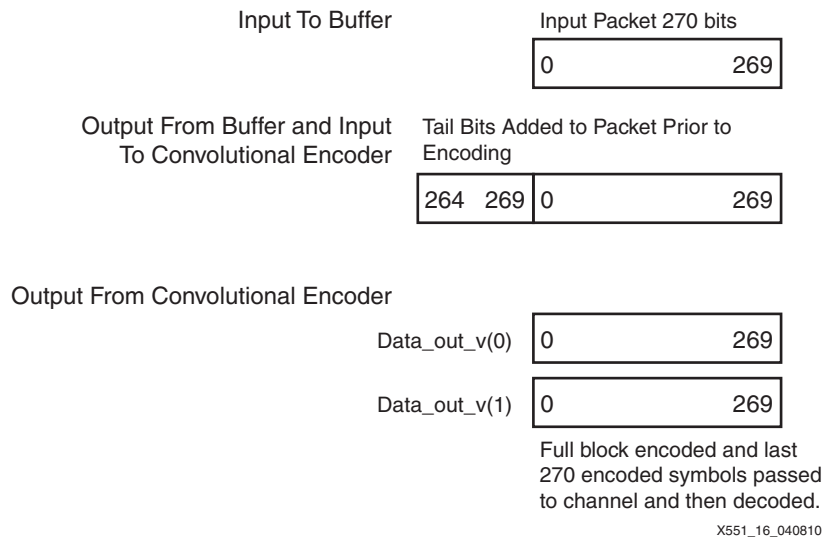 Input To Buffer
Input Packet 270 bits
0 269
Output From Buffer and Input
To Convolutional Encoder
Tail Bits Added to Packet Prior to
Encoding
264 269 0 269
Output From Convolutional Encoder
Data_out_v(0) 0 269
Data_out_v(1) 0 269
Full block encoded and last
270 encoded symbols passed
to channel and then decoded.
X551_16_040810